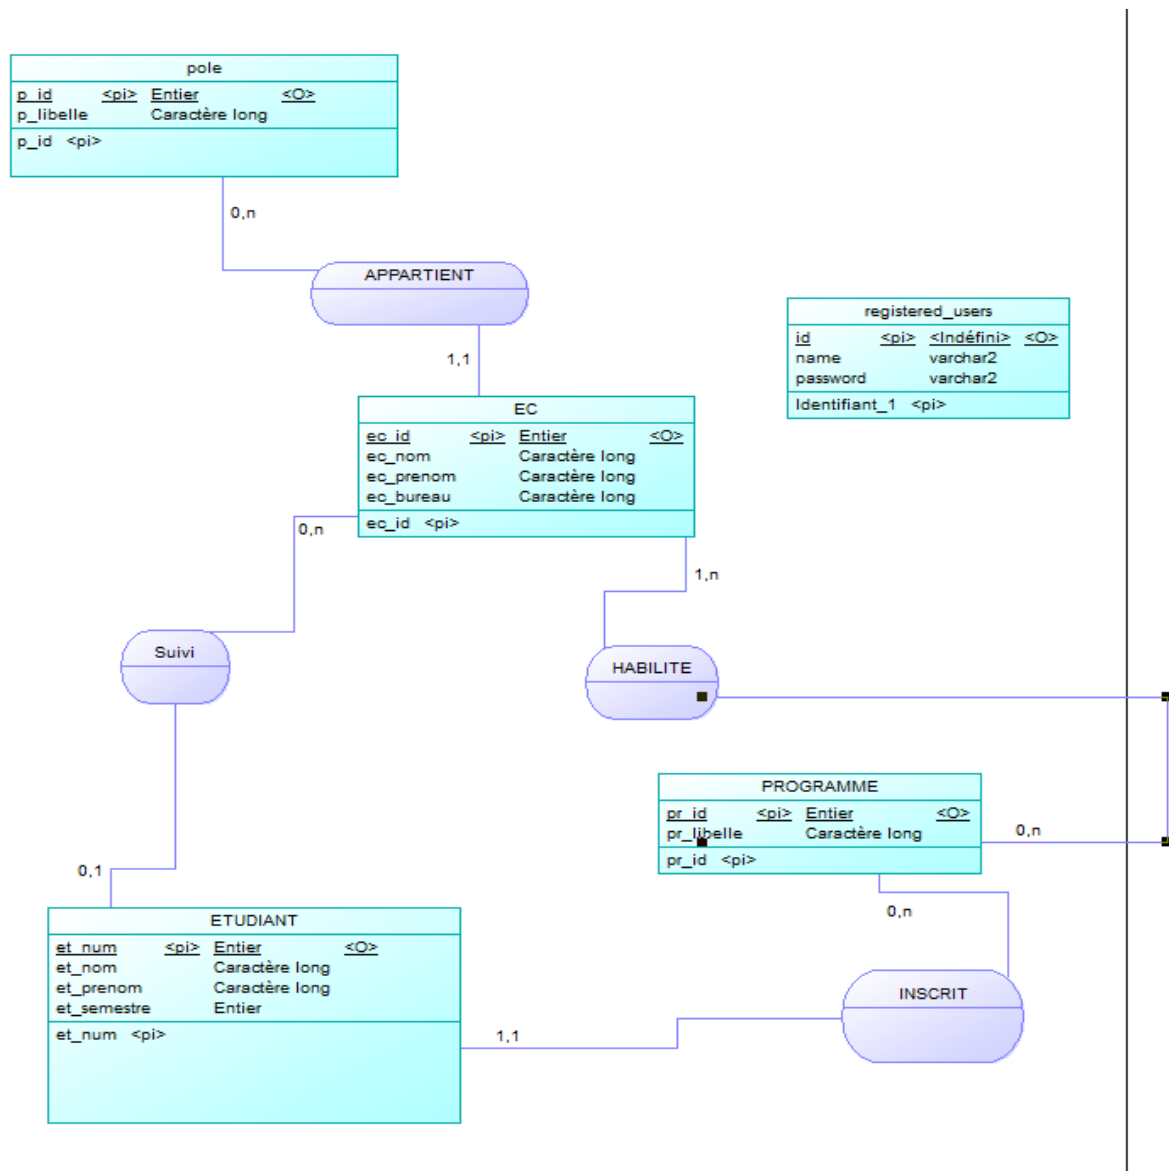 pole
p_id <pi> Entier <O>
p_libelle Caractère long
p_id <pi>
0,n
APPARTIENT
registered_users
id <pi> <Indéfini> <O>
name varchar2
password varchar2
Identifiant_1 <pi>
1,1
EC
ec_id <pi> Entier <O>
ec_nom Caractère long
ec_prenom Caractère long
ec_bureau Caractère long
ec_id <pi>
0,n
1,n
Suivi
HABILITE
PROGRAMME
pr_id <pi> Entier <O>
pr_libelle Caractère long
pr_id <pi>
0,n
0,1
0,n
ETUDIANT
et_num <pi> Entier <O>
et_nom Caractère long
et_prenom Caractère long
et_semestre Entier
et_num <pi>
INSCRIT
1,1